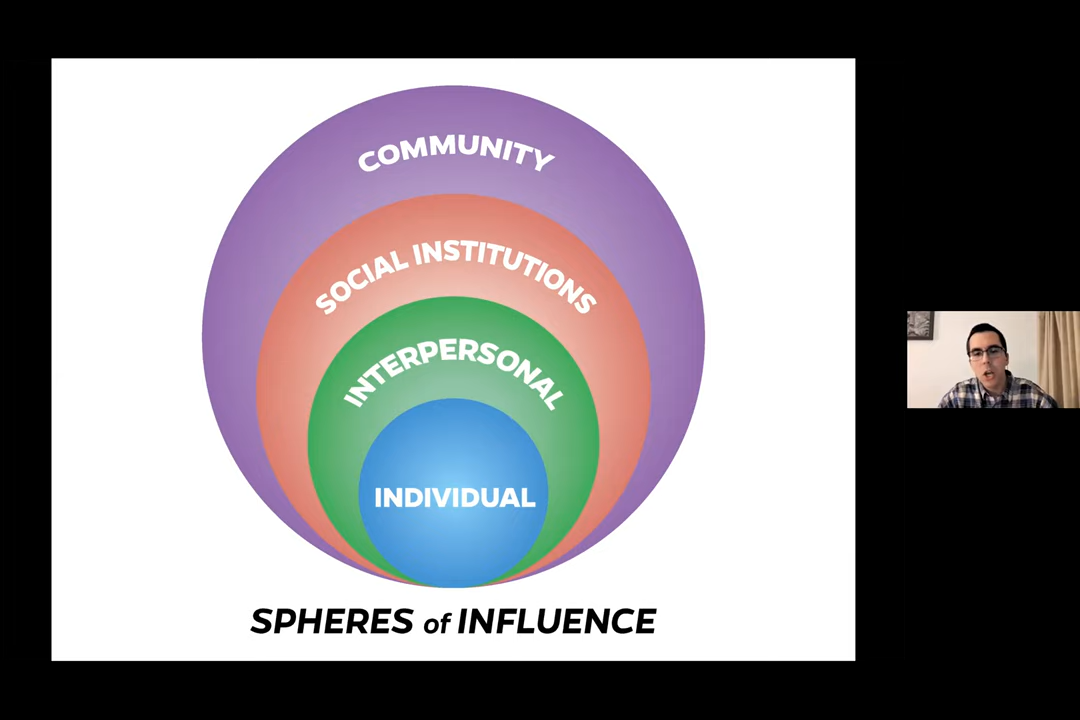 COMMUNITY
SOCIAL INSTITUTIONS
INTERPERSONAL
INDIVIDUAL
SPHERES of INFLUENCE